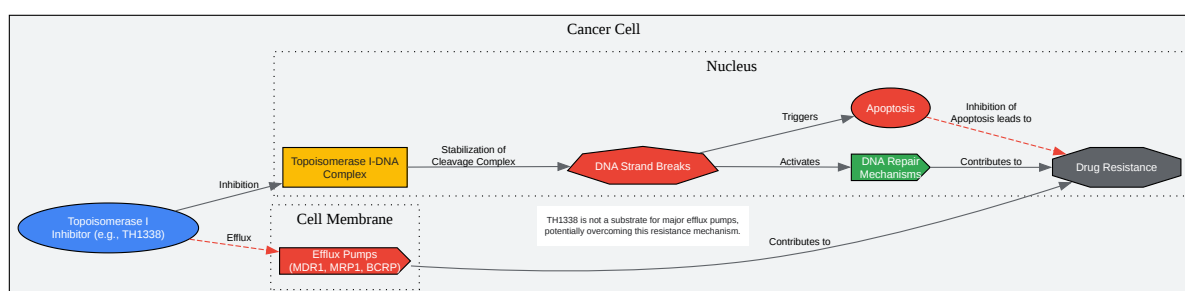 Cancer Cell
Nucleus
Apoptosis
Triggers
Inhibition of
Apoptosis leads to
Topoisomerase I-DNA
Complex
Stabilization of
Cleavage Complex
DNA Strand Breaks
Activates
DNA Repair
Mechanisms
Contributes to
Drug Resistance
Inhibition
Topoisomerase I
Inhibitor (e.g., TH1338)
Efflux
Cell Membrane
Efflux Pumps
(MDR1, MRP1, BCRP)
TH1338 is not a substrate for major efflux pumps,
potentially overcoming this resistance mechanism.
Contributes to